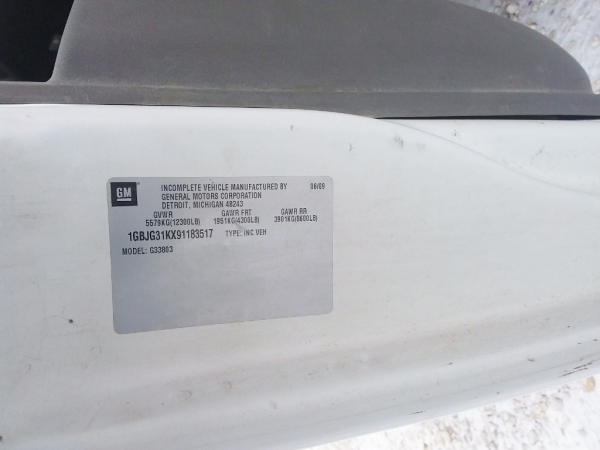 GM
INCOMPLETE VEHICLE MANUFACTURED BY 06/09
GENERAL MOTORS CORPORATION
DETROIT, MICHIGAN 48243
GVWR GAWR FRT GAWR RR
5579KG(12300LB) 1951KG(4300LB) 3901KG(8600LB)
1GBJG31KX91183517 TYPE: INC VEH
MODEL: G33803